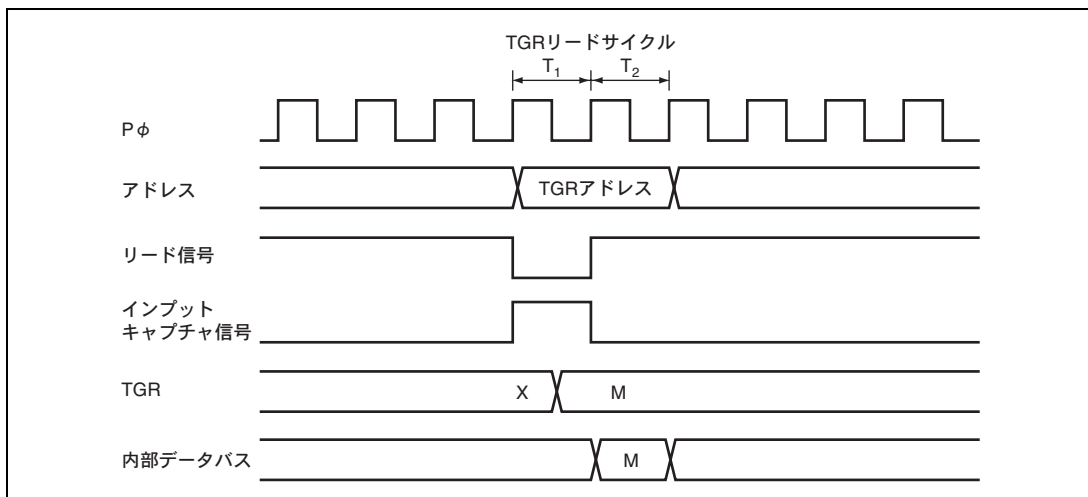 TGRリードサイクル
T1 T2
Pφ
アドレス TGRアドレス
リード信号
インプット
キャプチャ信号
TGR X M
内部データバス M